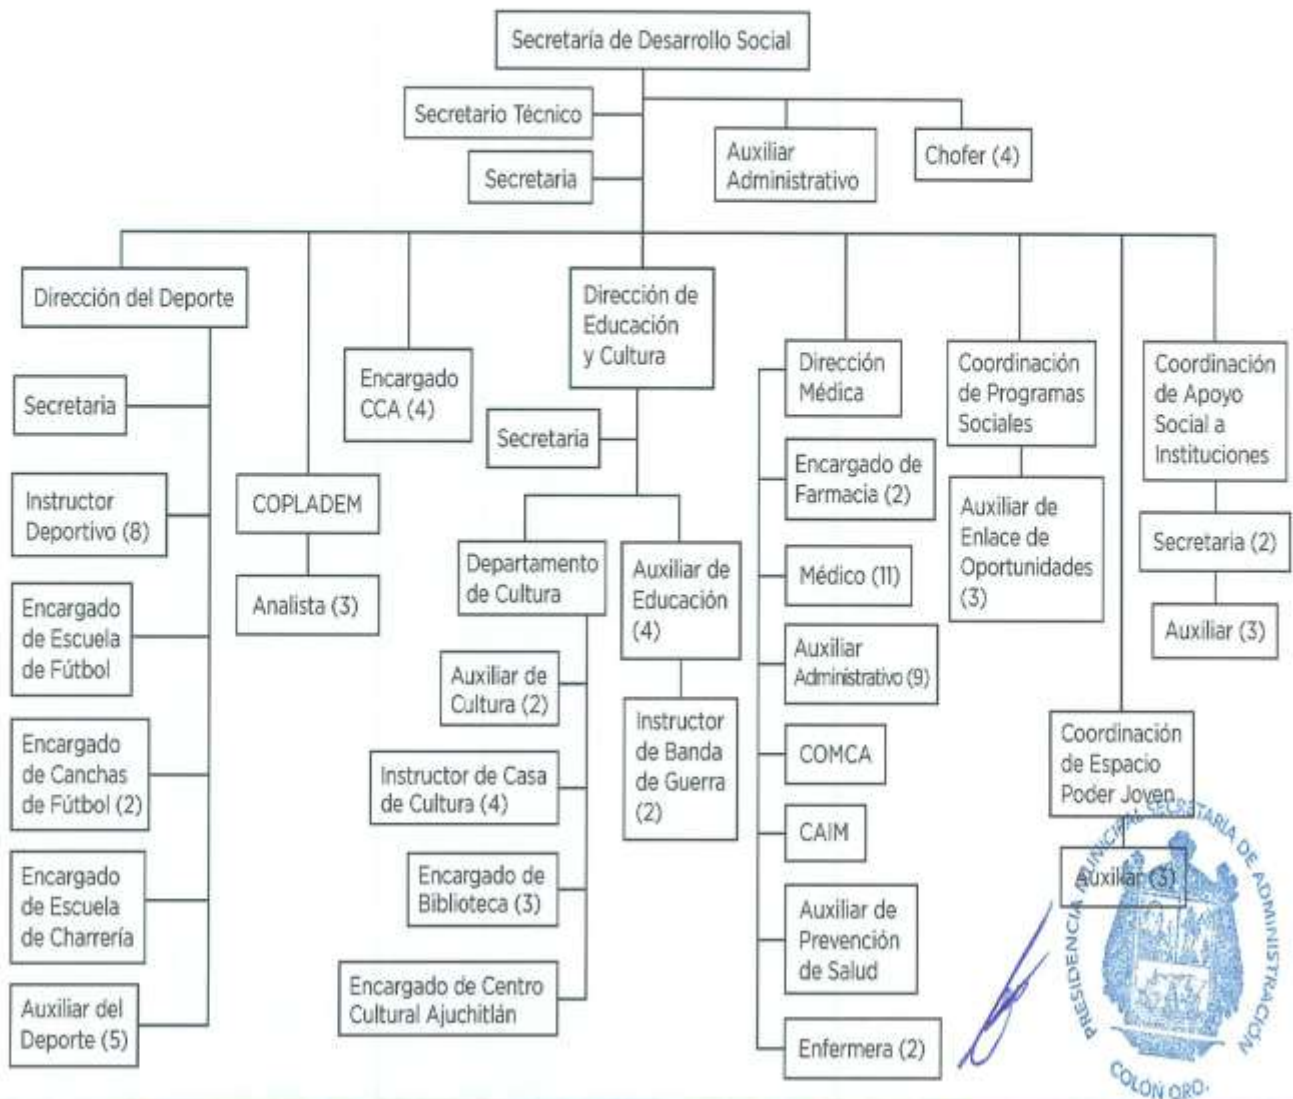 Secretaría de Desarrollo Social
Secretario Técnico
Secretaria
Auxiliar
Administrativo
Chofer (4)
Dirección del Deporte
Secretaria
Instructor
Deportivo (8)
Encargado
de Escuela
de Fútbol
Encargado
de Canchas
de Fútbol (2)
Encargado
de Escuela
de Charrería
Auxiliar del
Deporte (5)
COPLADEM
Analista (3)
Encargado
CCA (4)
Dirección de
Educación
y Cultura
Secretaría
Departamento
de Cultura
Auxiliar de
Cultura (2)
Instructor de Casa
de Cultura (4)
Encargado de
Biblioteca (3)
Encargado de Centro
Cultural Ajuchitlán
Auxiliar de
Educación
(4)
Instructor
de Banda
de Guerra
(2)
Dirección
Médica
Encargado de
Farmacia (2)
Médico (11)
Auxiliar
Administrativo (9)
COMCA
CAIM
Auxiliar de
Prevención
de Salud
Enfermera (2)
Coordinación
de Programas
Sociales
Auxiliar de
Enlace de
Oportunidades
(3)
Coordinación
de Espacio
Poder Joven
Auxiliar (3)
Coordinación
de Apoyo
Social a
Instituciones
Secretaria (2)
Auxiliar (3)
PRESIDENCIA MUNICIPAL SECRETARIA DE ADMINISTRACIÓN
COLÓN QRO.